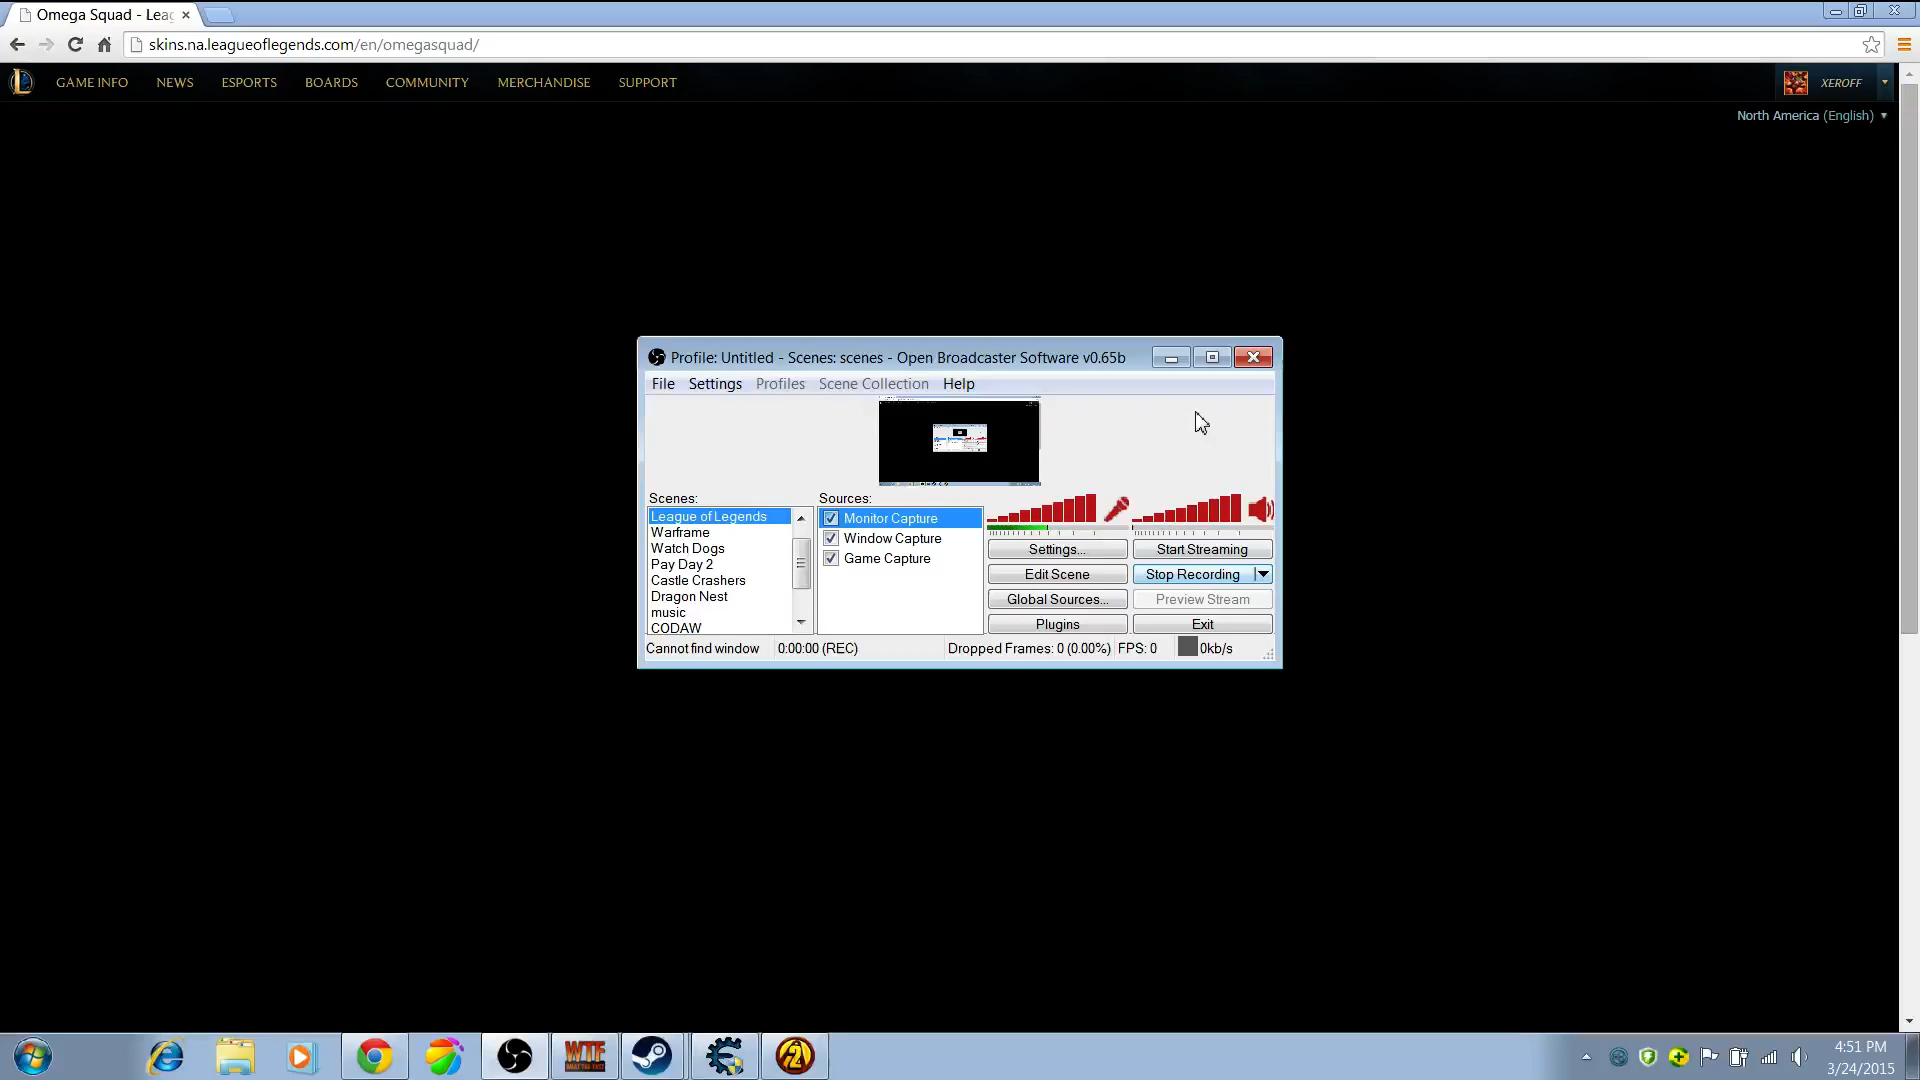 Omega Squad - Leag
skins.na.leagueoflegends.com/en/omegasquad/
GAME INFO NEWS ESPORTS BOARDS COMMUNITY MERCHANDISE SUPPORT XEROFF
North America (English)
Profile: Untitled - Scenes: scenes - Open Broadcaster Software v0.65b
File Settings Profiles Scene Collection Help
Scenes: Sources:
League of Legends
Warframe
Watch Dogs
Pay Day 2
Castle Crashers
Dragon Nest
music
CODAW
Monitor Capture
Window Capture
Game Capture
Settings... Start Streaming
Edit Scene Stop Recording
Global Sources... Preview Stream
Plugins Exit
Cannot find window 0:00:00 (REC) Dropped Frames: 0 (0.00%) FPS: 0 0kb/s
WTF
2
4:51 PM
3/24/2015